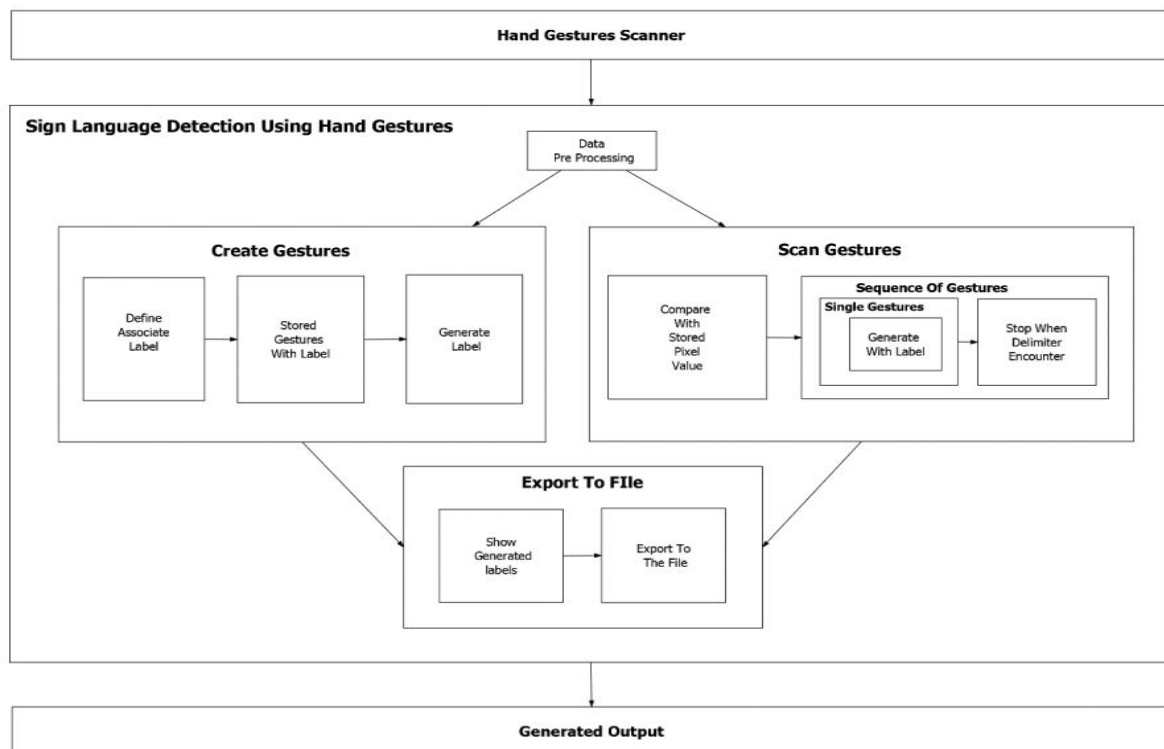 Hand Gestures Scanner
Sign Language Detection Using Hand Gestures
Data
Pre Processing
Create Gestures
Define
Associate
Label
Stored
Gestures
With Label
Generate
Label
Scan Gestures
Compare
With
Stored
Pixel
Value
Sequence Of Gestures
Single Gestures
Generate
With Label
Stop When
Delimiter
Encounter
Export To FIle
Show
Generated
labels
Export To
The File
Generated Output